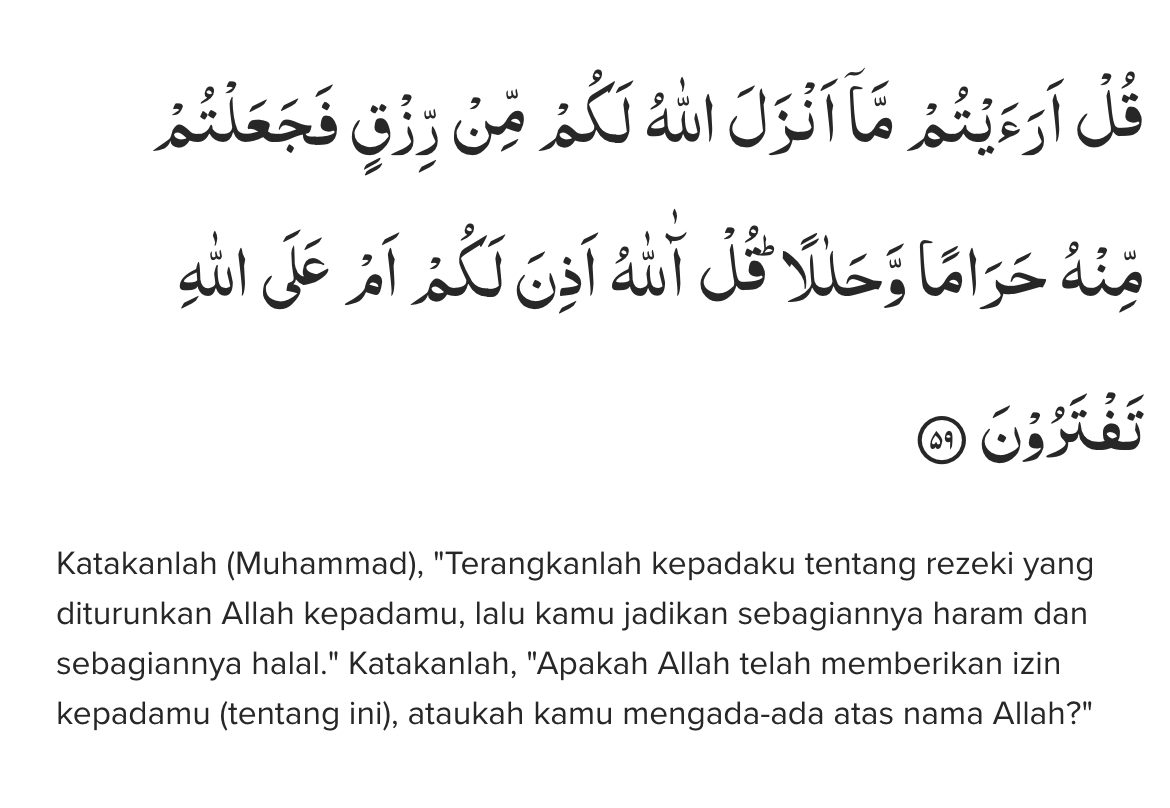 قُلْ اَرَءَيْتُمْ مَّآ اَنْزَلَ اللّٰهُ لَكُمْ مِّنْ رِّزْقٍ فَجَعَلْتُمْ
مِّنْهُ حَرَامًا وَّحَلٰلًا ۗ قُلْ اٰۤللّٰهُ اَذِنَ لَكُمْ اَمْ عَلَى اللّٰهِ
تَفْتَرُوْنَ ۝٥٩
Katakanlah (Muhammad), "Terangkanlah kepadaku tentang rezeki yang
diturunkan Allah kepadamu, lalu kamu jadikan sebagiannya haram dan
sebagiannya halal." Katakanlah, "Apakah Allah telah memberikan izin
kepadamu (tentang ini), ataukah kamu mengada-ada atas nama Allah?"